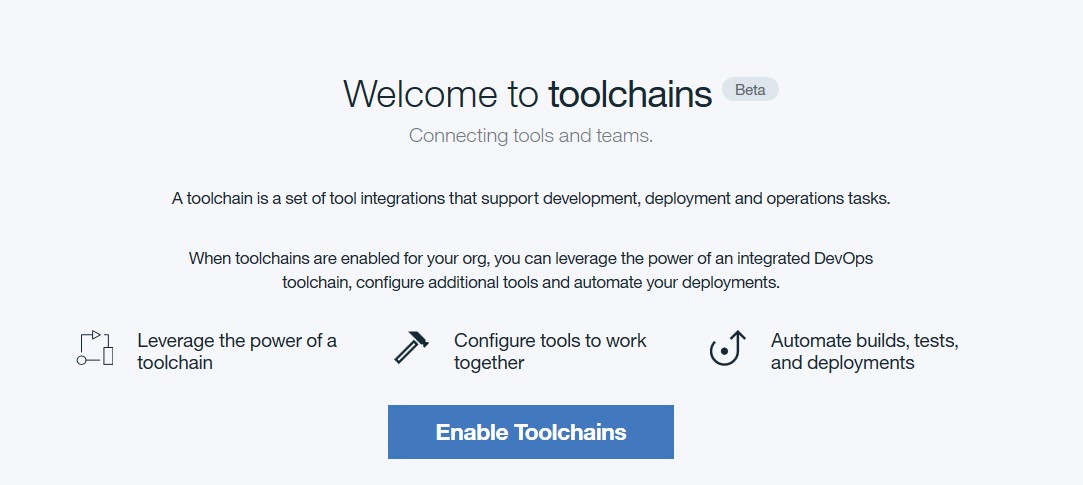 Welcome to toolchains Beta
Connecting tools and teams.
A toolchain is a set of tool integrations that support development, deployment and operations tasks.
When toolchains are enabled for your org, you can leverage the power of an integrated DevOps
toolchain, configure additional tools and automate your deployments.
Leverage the power of a
toolchain
Configure tools to work
together
Automate builds, tests,
and deployments
Enable Toolchains